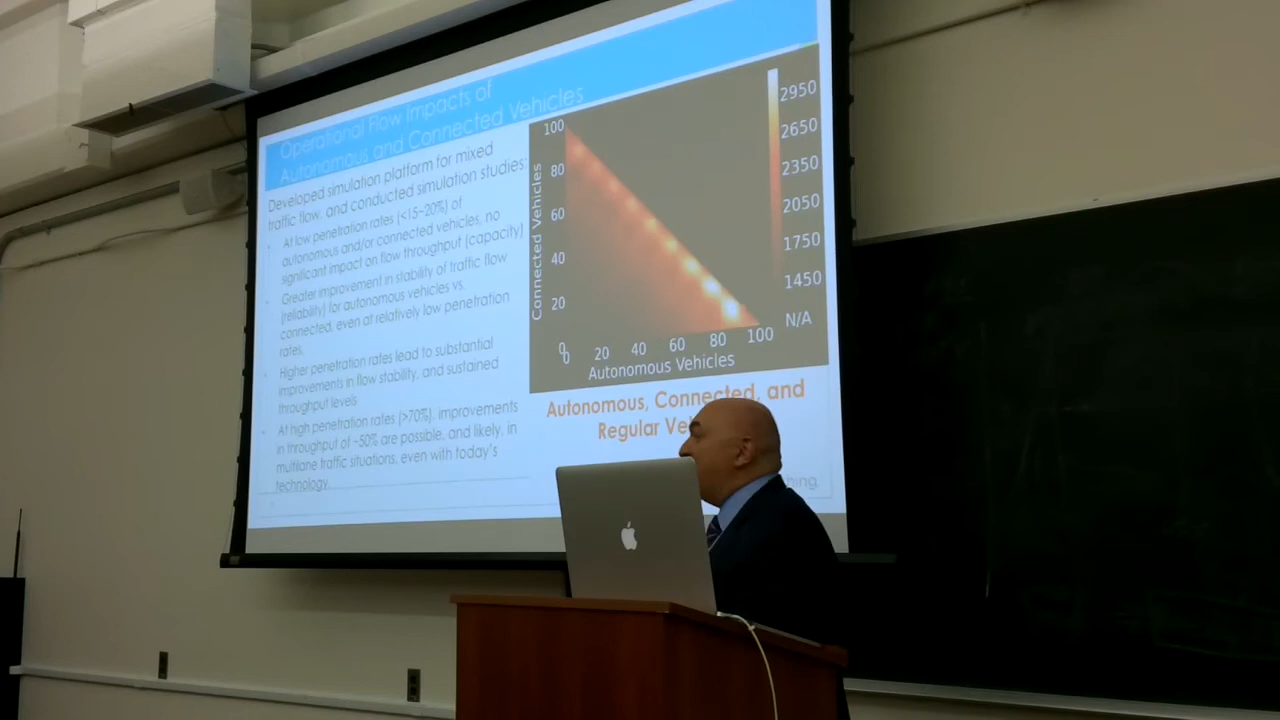 Operational Flow Impacts of
Autonomous and Connected Vehicles
Developed simulation platform for mixed
traffic flow, and conducted simulation studies:
At low penetration rates (<15-20%) of
autonomous and/or connected vehicles, no
significant impact on flow throughput (capacity)
Greater improvement in stability of traffic flow
(reliability) for autonomous vehicles vs.
connected, even at relatively low penetration
rates.
Higher penetration rates lead to substantial
improvements in flow stability, and sustained
throughput levels
At high penetration rates (>70%), improvements
in throughput of ~50% are possible, and likely, in
multilane traffic situations, even with today's
technology.
Connected Vehicles
100
80
60
40
20
0
0 20 40 60 80 100
Autonomous Vehicles
2950
2650
2350
2050
1750
1450
N/A
Autonomous, Connected, and
Regular